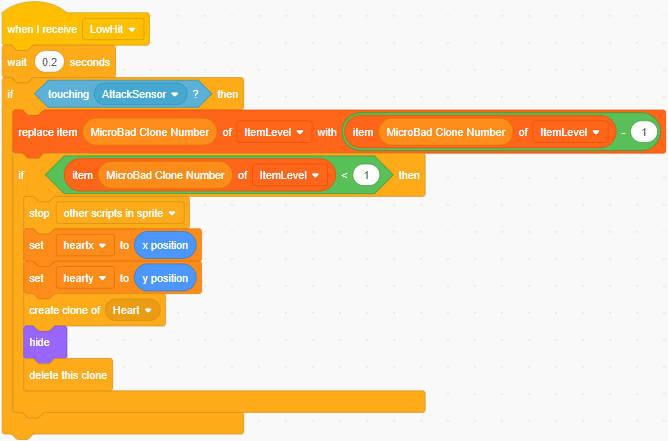 when I receive LowHit
wait 0.2 seconds
if touching AttackSensor ? then
replace item MicroBad Clone Number of ItemLevel with item MicroBad Clone Number of ItemLevel - 1
if item MicroBad Clone Number of ItemLevel < 1 then
stop other scripts in sprite
set heartx to x position
set hearty to y position
create clone of Heart
hide
delete this clone